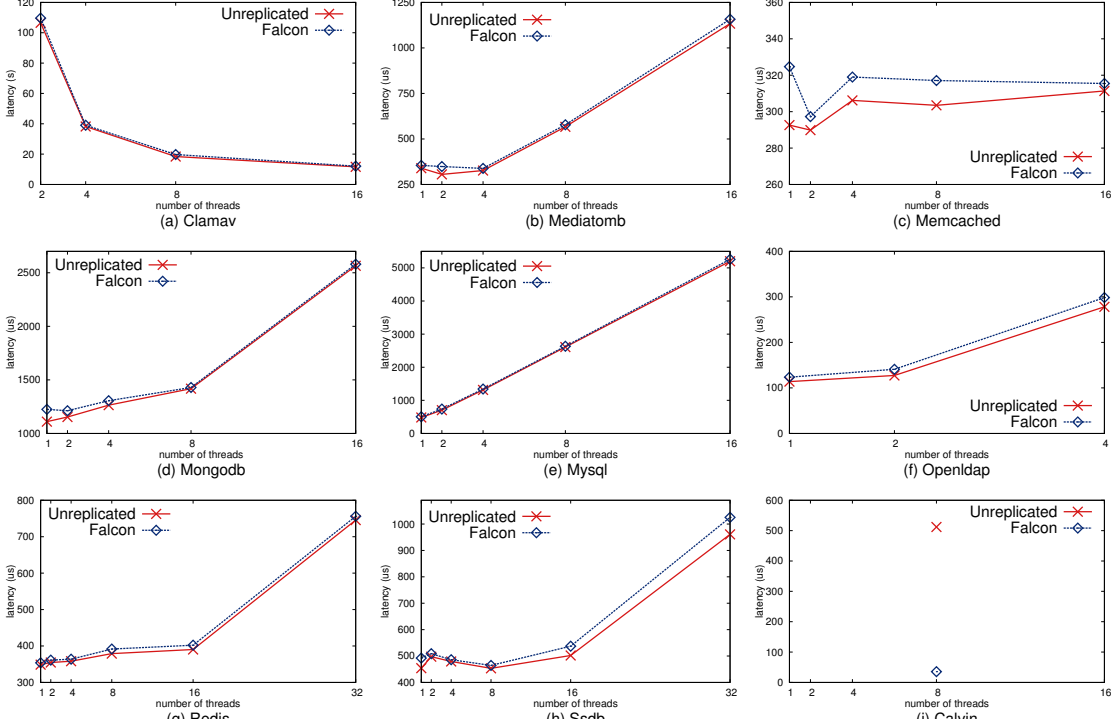 120
100
80
60
40
20
0
2
4
8
16
latency (s)
number of threads
Unreplicated
Falcon
(a) Clamav
1250
1000
750
500
250
1
2
4
8
16
latency (us)
number of threads
Unreplicated
Falcon
(b) Mediatomb
360
340
320
300
280
260
1
2
4
8
16
latency (us)
number of threads
Unreplicated
Falcon
(c) Memcached
2500
2000
1500
1000
1
2
4
8
16
latency (us)
number of threads
Unreplicated
Falcon
(d) Mongodb
5000
4000
3000
2000
1000
0
1
2
4
8
16
latency (us)
number of threads
Unreplicated
Falcon
(e) Mysql
400
300
200
100
0
1
2
4
latency (us)
number of threads
Unreplicated
Falcon
(f) Openldap
800
700
600
500
400
300
1
2
4
8
16
32
latency (us)
number of threads
Unreplicated
Falcon
(g) Redis
1000
900
800
700
600
500
400
1
2
4
8
16
32
latency (us)
number of threads
Unreplicated
Falcon
(h) Ssdb
600
500
400
300
200
100
0
1
2
4
8
16
latency (us)
number of threads
Unreplicated
Falcon
(i) Calvin